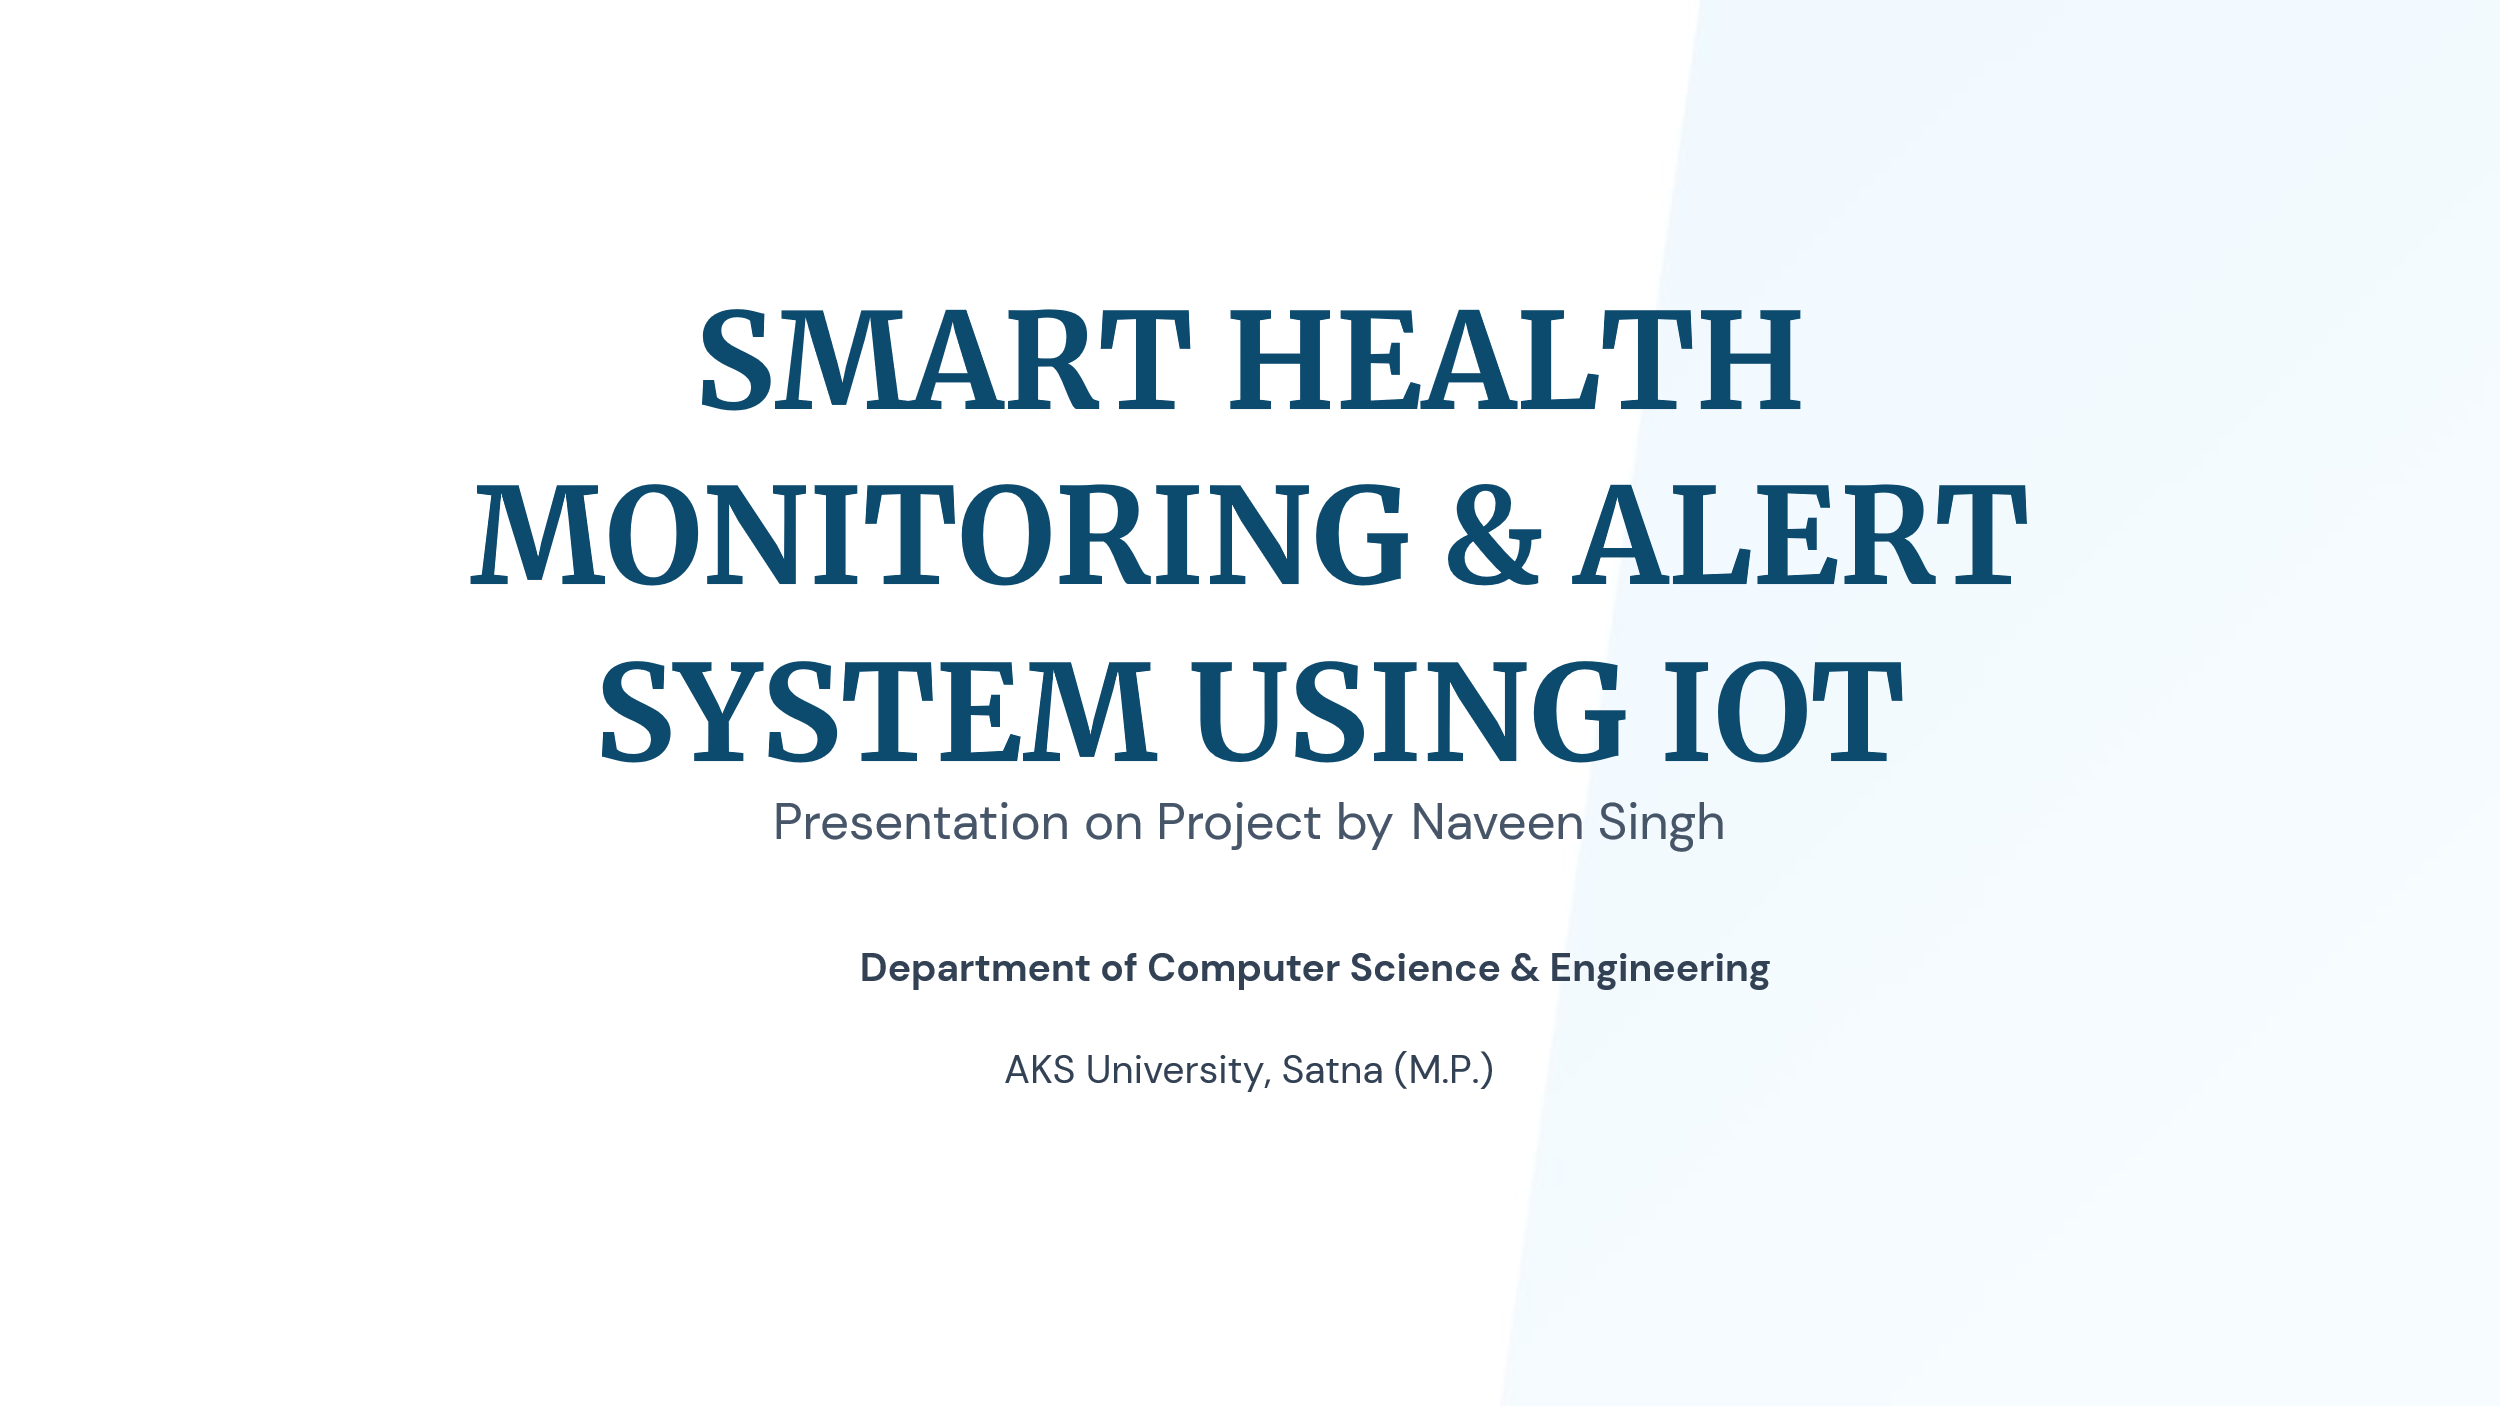 SMART HEALTH
MONITORING & ALERT
SYSTEM USING IOT
Presentation on Project by Naveen Singh
Department of Computer Science & Engineering
AKS University, Satna (M.P.)